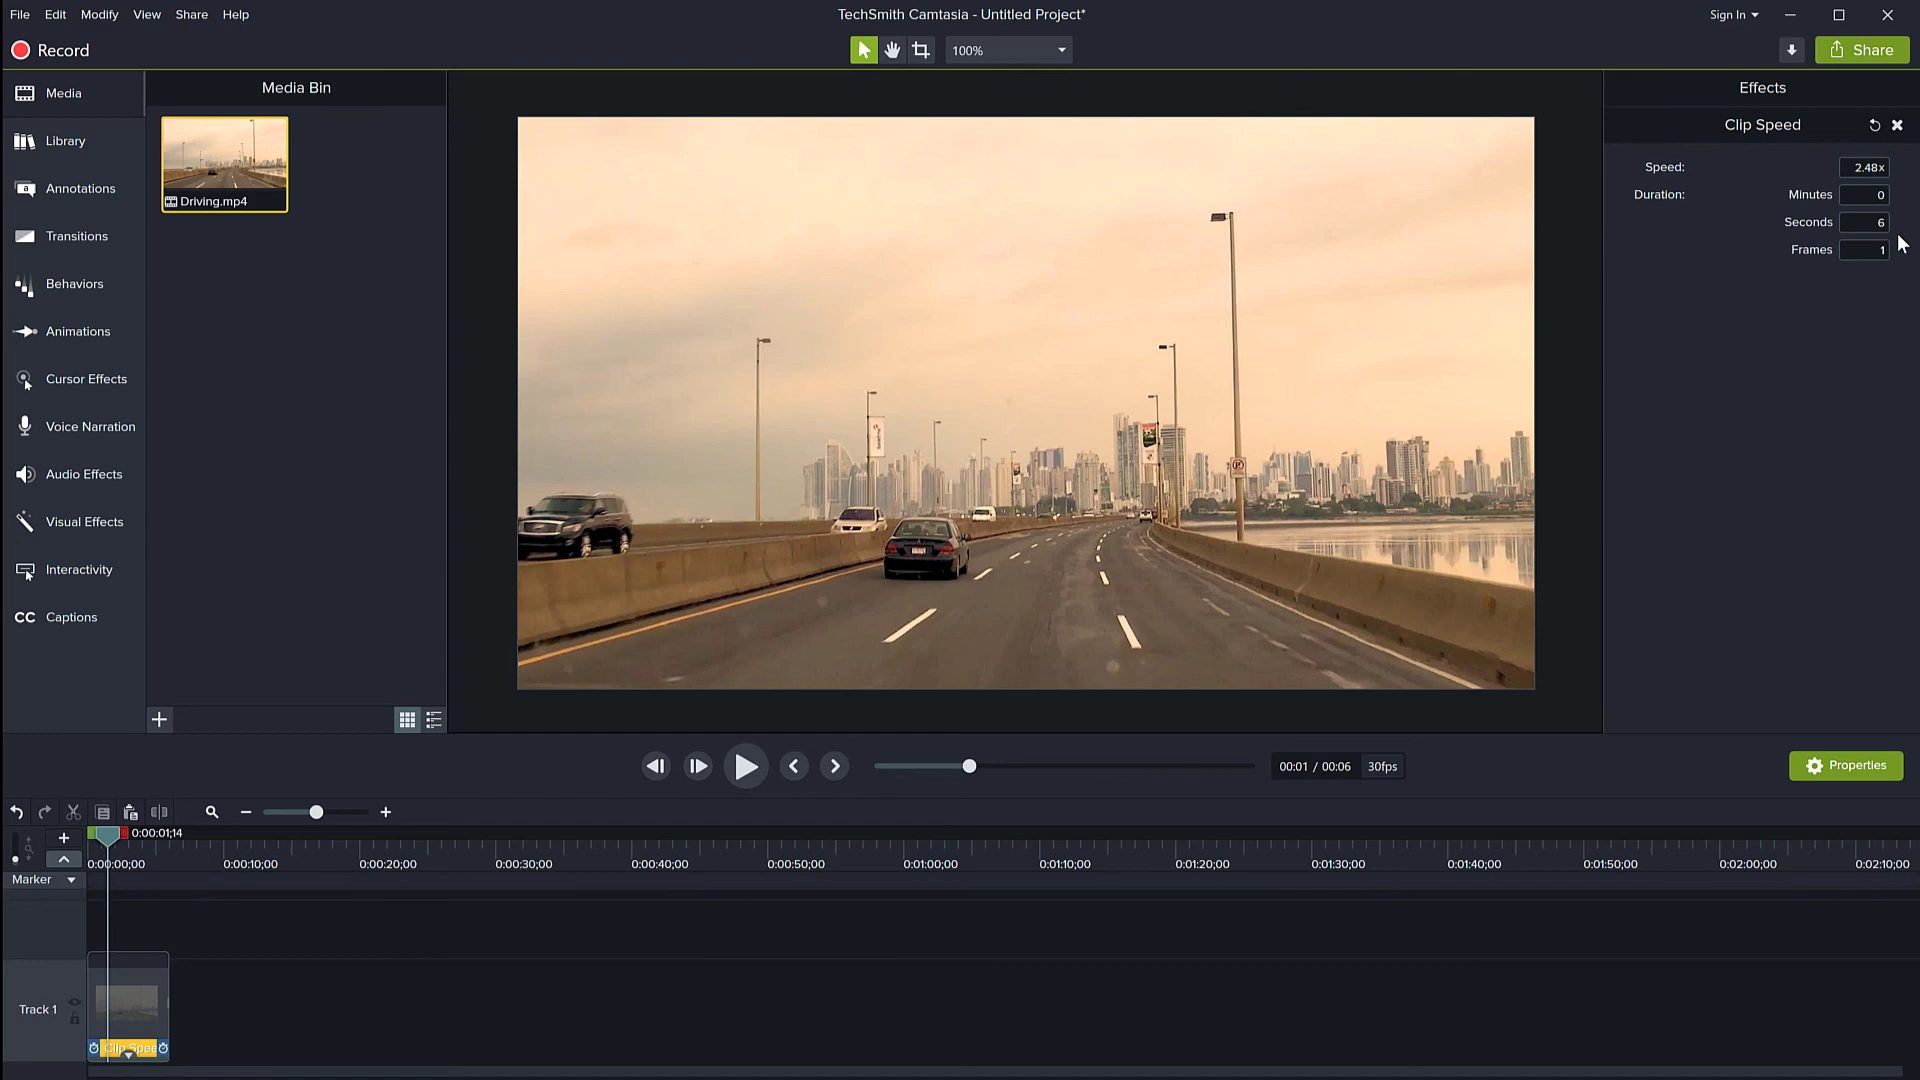 File Edit Modify View Share Help
TechSmith Camtasia - Untitled Project*
Sign In
Record
100%
Share
Media
Library
Annotations
Transitions
Behaviors
Animations
Cursor Effects
Voice Narration
Audio Effects
Visual Effects
Interactivity
CC Captions
Media Bin
Driving.mp4
Effects
Clip Speed
Speed: 2.48x
Duration: Minutes 0
Seconds 6
Frames 1
00:01 / 00:06 30fps
Properties
0:00:01;14
0:00:00;00 0:00:10;00 0:00:20;00 0:00:30;00 0:00:40;00 0:00:50;00 0:01:00;00 0:01:10;00 0:01:20;00 0:01:30;00 0:01:40;00 0:01:50;00 0:02:00;00 0:02:10;00
Marker
Track 1
Clip Spee